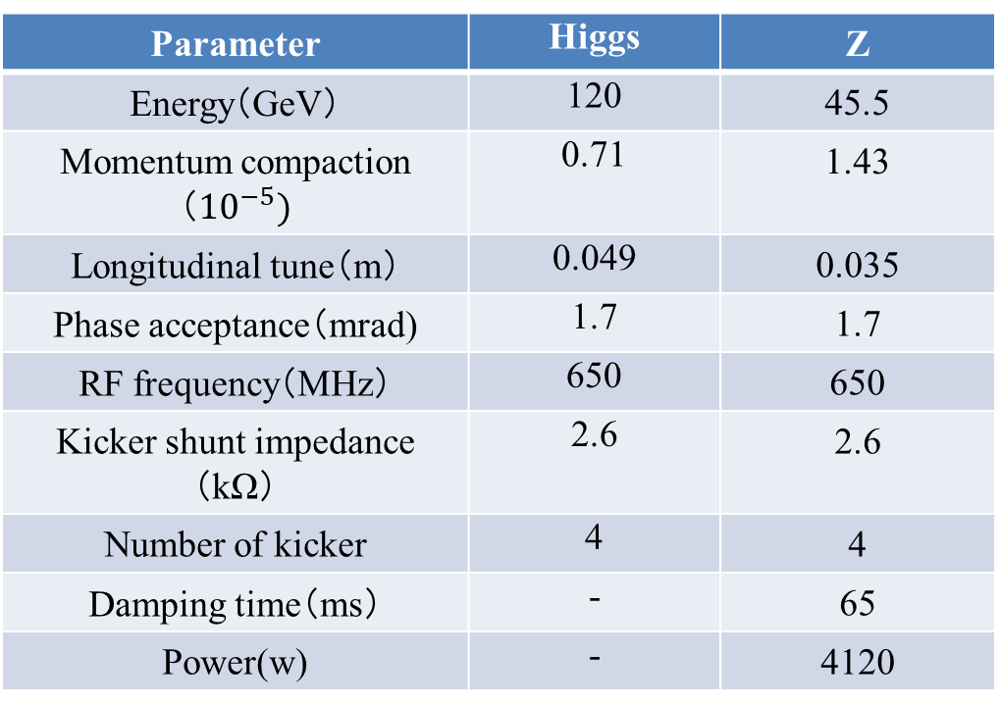 Parameter Higgs Z
Energy（GeV） 120 45.5
Momentum compaction 0.71 1.43
（10⁻⁵)
Longitudinal tune（m） 0.049 0.035
Phase acceptance（mrad) 1.7 1.7
RF frequency（MHz） 650 650
Kicker shunt impedance 2.6 2.6
（kΩ）
Number of kicker 4 4
Damping time（ms） - 65
Power(w) - 4120